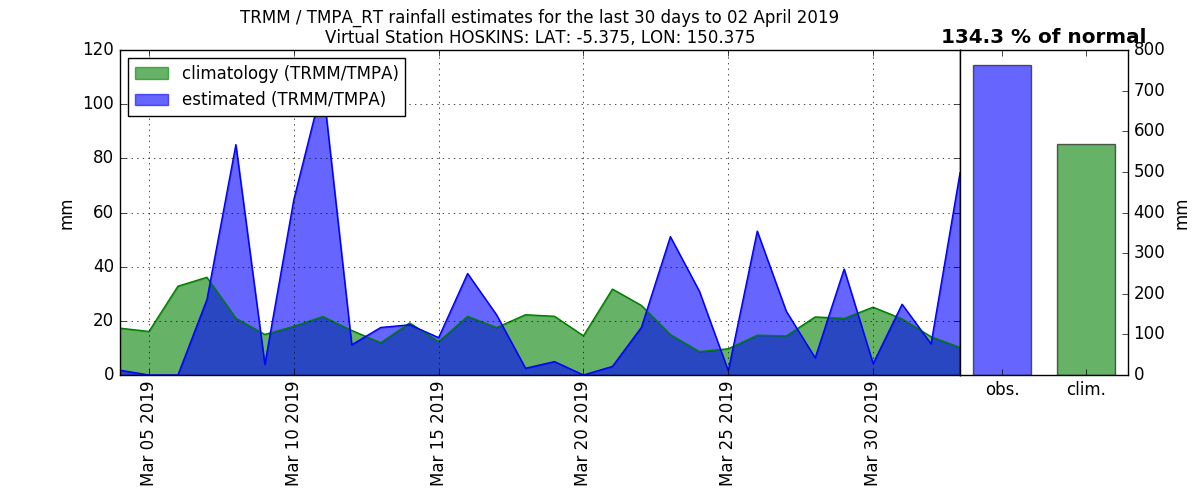 TRMM / TMPA_RT rainfall estimates for the last 30 days to 02 April 2019
Virtual Station HOSKINS: LAT: -5.375, LON: 150.375
134.3 % of normal
climatology (TRMM/TMPA)
estimated (TRMM/TMPA)
120
100
80
60
40
20
0
mm
Mar 05 2019
Mar 10 2019
Mar 15 2019
Mar 20 2019
Mar 25 2019
Mar 30 2019
obs.
clim.
800
700
600
500
400
300
200
100
0
mm